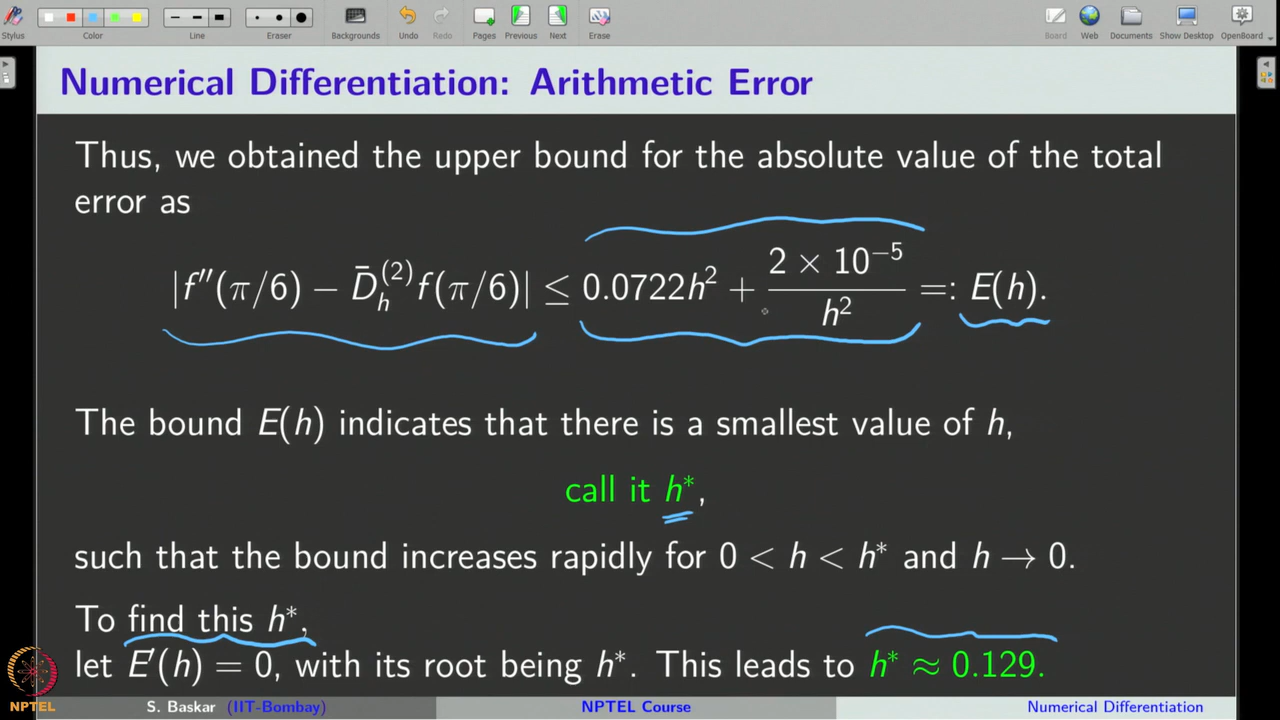 Stylus Color Line Eraser Backgrounds Undo Redo Pages Previous Next Erase Board Web Documents Show Desktop OpenBoard
Numerical Differentiation: Arithmetic Error
Thus, we obtained the upper bound for the absolute value of the total
error as
|f″(π/6) − D̄_h^(2) f(π/6)| ≤ 0.0722h² + (2 × 10⁻⁵)/h² =: E(h).
The bound E(h) indicates that there is a smallest value of h,
call it h*,
such that the bound increases rapidly for 0 < h < h* and h → 0.
To find this h*,
let E′(h) = 0, with its root being h*. This leads to h* ≈ 0.129.
NPTEL S. Baskar (IIT-Bombay) NPTEL Course Numerical Differentiation